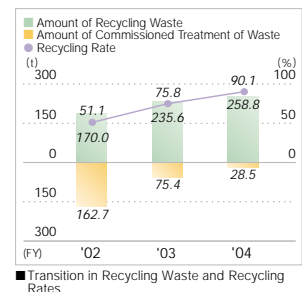 Amount of Recycling Waste
Amount of Commissioned Treatment of Waste
Recycling Rate
(t) (%)
300 100
90.1
75.8 258.8
51.1
150 235.6 50
170.0
0 0
28.5
75.4
150
162.7
300
(FY) '02 '03 '04
■Transition in Recycling Waste and Recycling
Rates